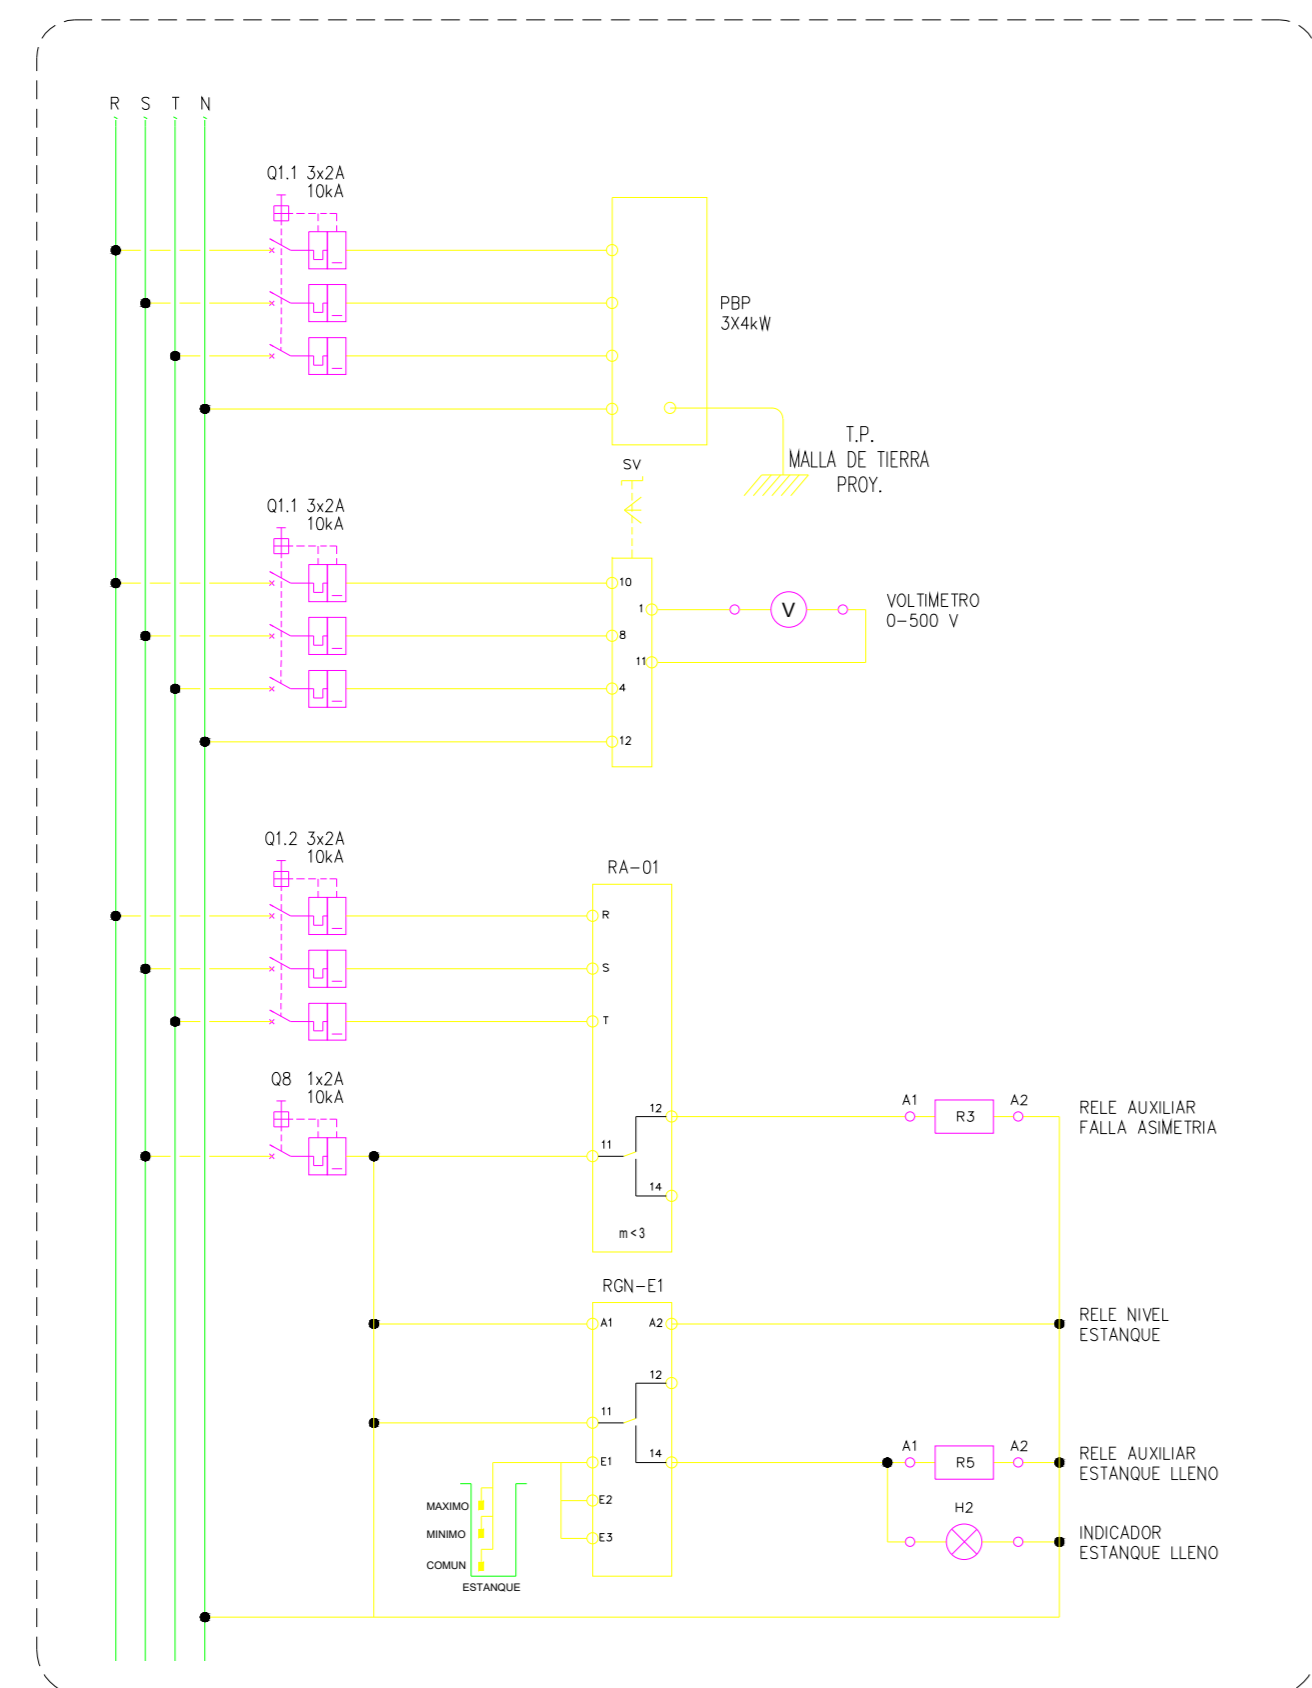 R S T N
Q1.1 3x2A
10kA
PBP
3X4kW
T.P.
MALLA DE TIERRA
PROY.
SV
Q1.1 3x2A
10kA
10
1
V
VOLTIMETRO
0-500 V
8
11
4
12
Q1.2 3x2A
10kA
RA-01
R
S
T
Q8 1x2A
10kA
12
A1 R3 A2
RELE AUXILIAR
FALLA ASIMETRIA
11
14
m<3
RGN-E1
A1 A2
RELE NIVEL
ESTANQUE
12
11
14
A1 R5 A2
RELE AUXILIAR
ESTANQUE LLENO
E1
E2
E3
MAXIMO
MINIMO
COMUN
ESTANQUE
H2
INDICADOR
ESTANQUE LLENO